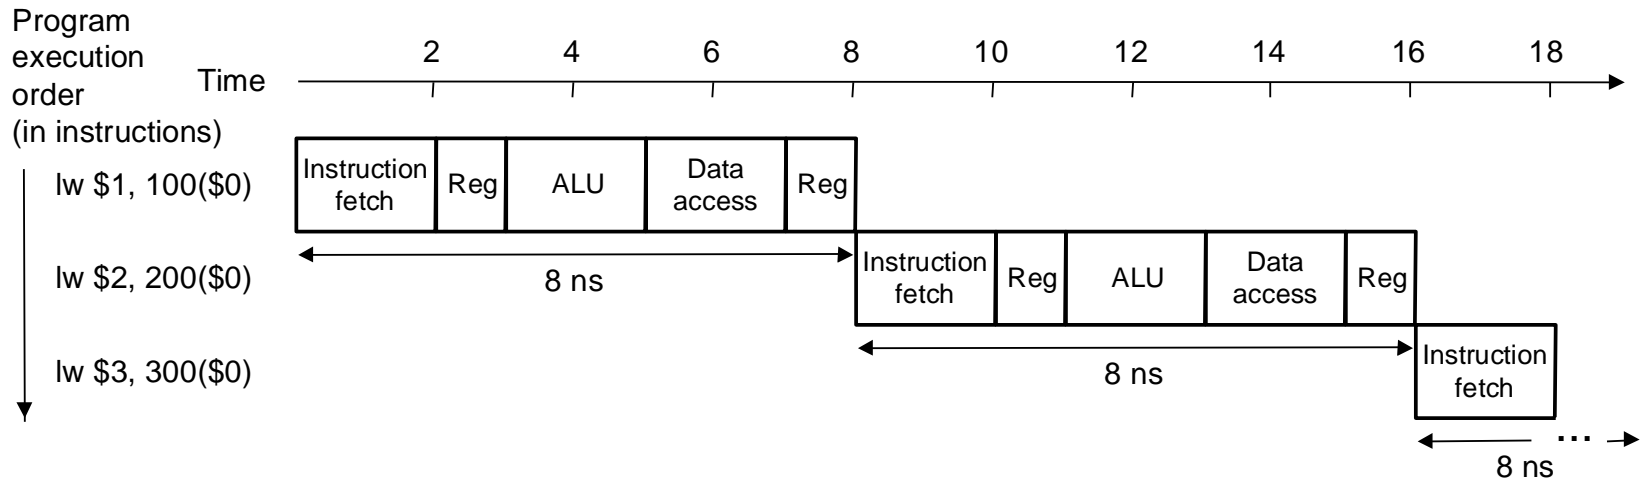 Program
execution
order
(in instructions)
Time
2 4 6 8 10 12 14 16 18
lw $1, 100($0)
Instruction
fetch
Reg
ALU
Data
access
Reg
8 ns
lw $2, 200($0)
Instruction
fetch
Reg
ALU
Data
access
Reg
8 ns
lw $3, 300($0)
Instruction
fetch
...
8 ns